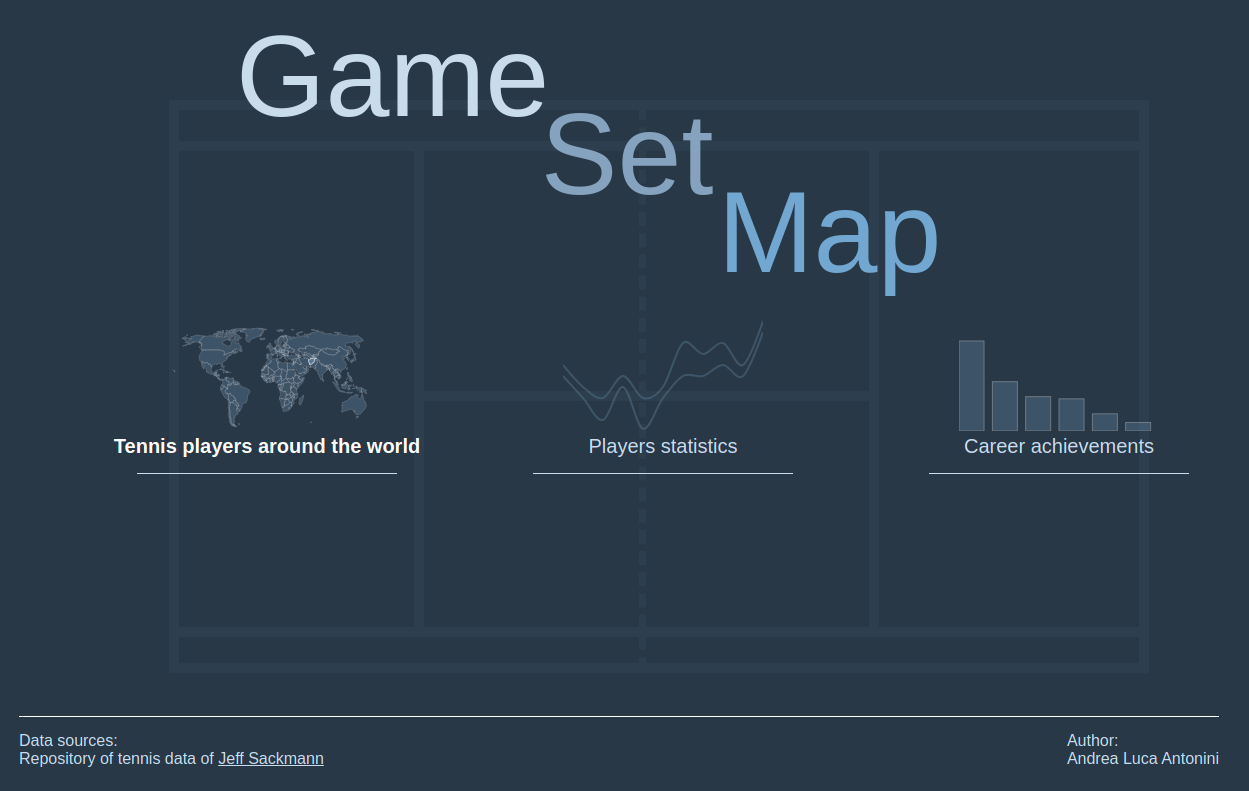 Game
Set
Map
Tennis players around the world
Players statistics
Career achievements
Data sources:
Repository of tennis data of Jeff Sackmann
Author:
Andrea Luca Antonini